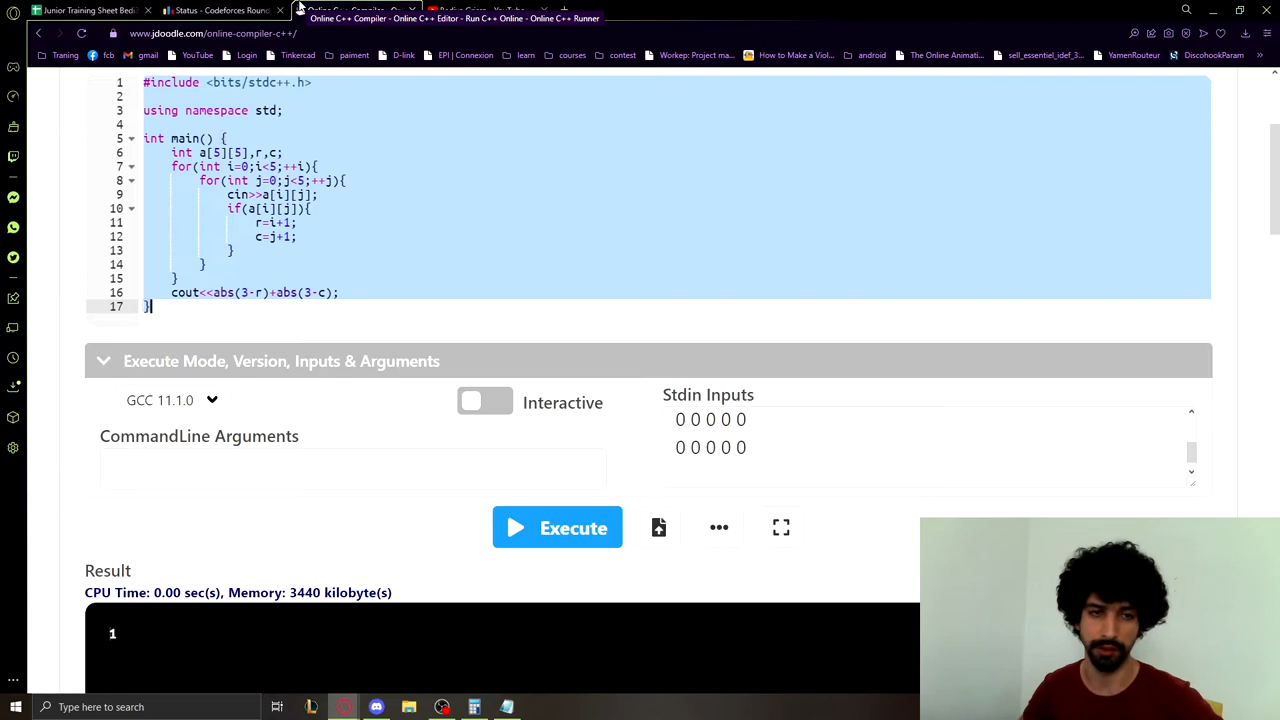 Junior Training Sheet Bedi
Status - Codeforces Round
Online C++ Compiler - Online C++ Editor - Run C++ Online - Online C++ Runner
www.jdoodle.com/online-compiler-c++/
Traning
fcb
gmail
YouTube
Login
Tinkercad
paiment
D-link
EPI | Connexion
learn
courses
contest
Workep: Project ma...
How to Make a Viol...
android
The Online Animati...
sell_essentiel_idef_3...
YamenRouteur
DiscohookParam
1 #include <bits/stdc++.h>
2
3 using namespace std;
4
5 int main() {
6 int a[5][5],r,c;
7 for(int i=0;i<5;++i){
8 for(int j=0;j<5;++j){
9 cin>>a[i][j];
10 if(a[i][j]){
11 r=i+1;
12 c=j+1;
13 }
14 }
15 }
16 cout<<abs(3-r)+abs(3-c);
17 }
Execute Mode, Version, Inputs & Arguments
GCC 11.1.0
Interactive
Stdin Inputs
0 0 0 0 0
0 0 0 0 0
CommandLine Arguments
Execute
Result
CPU Time: 0.00 sec(s), Memory: 3440 kilobyte(s)
1
Type here to search